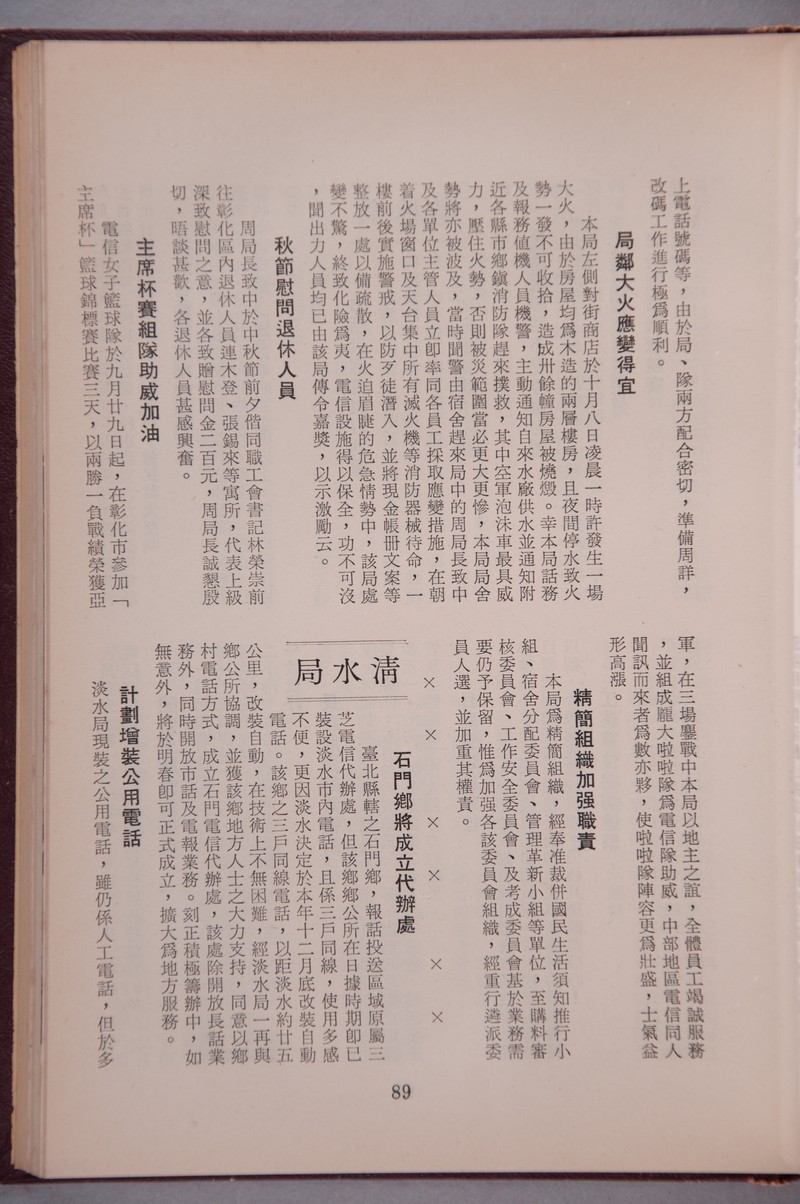 上電話號碼等，由於局、隊兩方配合密切，準備周詳，
改碼工作進行極爲順利。
局鄰大火應變得宜
本局左側對街商店於十月八日凌晨一時許發生一場
大火，由於房屋均爲木造的兩層樓房，且夜間停水致火
勢一發不可收拾，造成卅餘幢房屋被燒燬。幸本局話務
及報務値機人員機警，主動通知自來水廠供水並通知附
近各縣市鄉鎭消防隊趕來撲救，其中空軍泡沬車最具威
力，壓住火勢，否則被災範圍當必更大更慘，本局局舍
勢將亦被波及，當時聞警由宿舍趕來局中的周局長致中
及各單位主管人員立卽率同各員工採取應變措施，在朝
着火場窗口及天台集中所有滅火機等消防器械待命，一
樓前後實施警戒，以防歹徒潛入，並將現金帳册文案等
整放一處以備疏散，在火迫眉睫的危急情勢中，該局處
變不驚，終致化險爲夷，電信設施得以保全，功不可沒
，聞出力人員均已由該局傳令嘉獎，以示激勵云。
秋節慰問退休人員
周局長致中於中秋節前夕偕同職工會書記林榮崇前
往彰化區內退休人員連木登、張錫來等寓所，代表上級
深致慰問之意，並各致贈慰問金二百元，周局長誠懇殷
切，晤談甚歡，各退休人員甚感興奮。
主席杯賽組隊助威加油
電信女子籃球隊於九月廿九日起，在彰化市參加「
主席杯」籃球錦標賽比賽三天，以兩勝一負戰績榮獲亞
軍，在三場鏖戰中本局以地主之誼，全體員工竭誠服務
，並組成龐大啦啦隊爲電信隊助威，中部地區電信同人
聞訊而來者爲數亦夥，使啦啦隊陣容更爲壯盛，士氣益
形高漲。
精簡組織加强職責
本局爲精簡組織，經奉准裁併國民生活須知推行小
組、宿舍分配委員會、管理革新小組等單位，至購料審
核委員會、工作安全委員會、及考成委員會基於業務需
要仍予保留，惟爲加强各該委員會組織，經重行遴派委
員人選，並加重其權責。
× × × × × ×
淸水局
石門鄉將成立代辦處
臺北縣轄之石門鄉，報話投送區域原屬三
芝電信代辦處，但該鄉鄉公所在日據時期卽已
裝設淡水市內電話，且係三戶同線，使用多感
不便，更因淡水決定於本年十二月底改裝自動
電話。該鄉之三戶同線電話，以距淡水約廿五
公里，改裝自動，在技術上不無困難，經淡水局一再與
鄉公所協調，並獲該鄉地方人士之大力支持，同意以鄉
村電話方式，成立石門電信代辦處，該處除開放長話業
務外，同時開放市話及電報業務。刻正積極籌辦中，如
無意外，將於明春卽可正式成立，擴大爲地方服務。
計劃增裝公用電話
淡水局現裝之公用電話，雖仍係人工電話，但於多
89